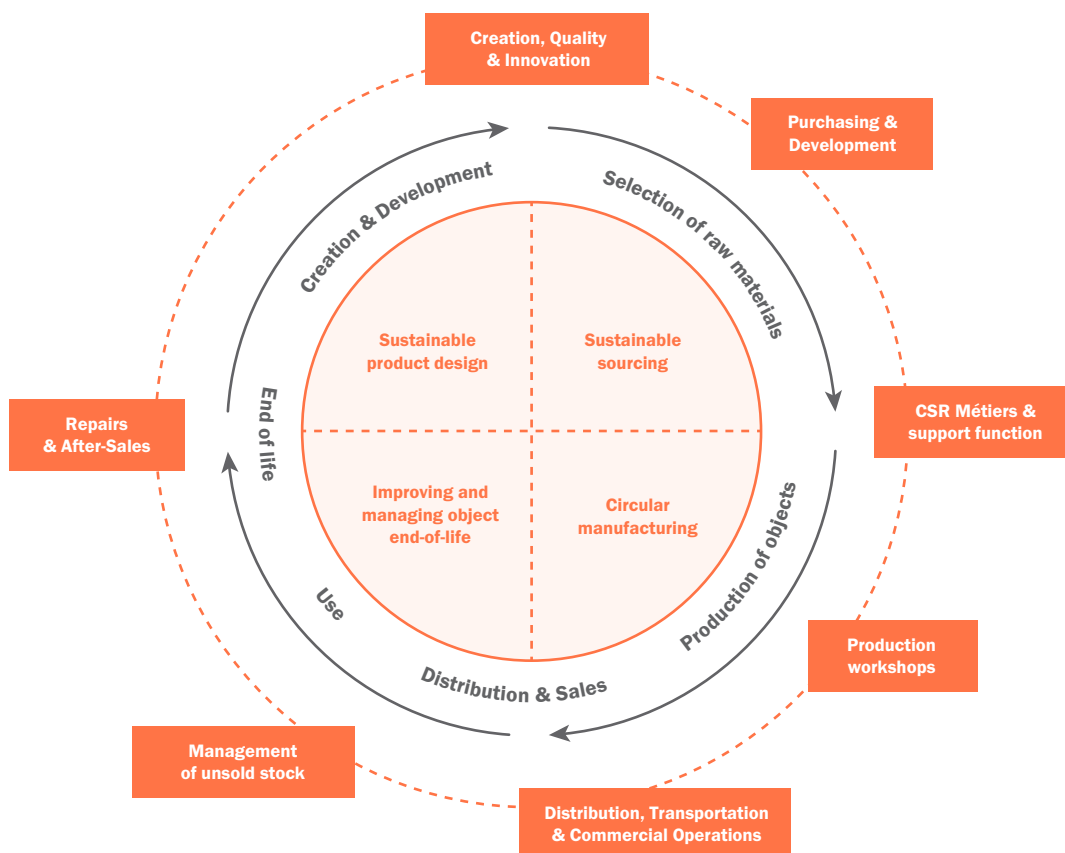 Creation, Quality
& Innovation
Purchasing &
Development
Creation & Development
Selection of raw materials
Sustainable
product design
Sustainable
sourcing
Repairs
& After-Sales
End of life
CSR Métiers &
support function
Improving and
managing object
end-of-life
Circular
manufacturing
Production of objects
Use
Distribution & Sales
Production
workshops
Management
of unsold stock
Distribution, Transportation
& Commercial Operations